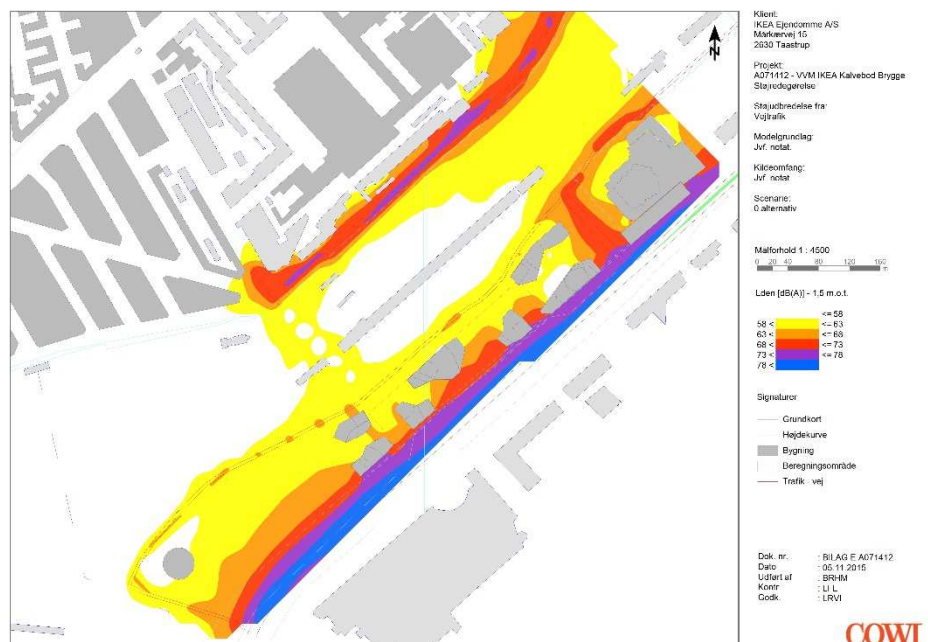 N
Klient:
IKEA Ejendomme A/S
Markærvej 15
2630 Taastrup
Projekt:
A071412 - VVM IKEA Kalvebod Brygge
Støjredegørelse
Støjudbredelse fra:
Vejtrafik
Modelgrundlag:
Jvf. notat
Kildeomfang:
Jvf. notat
Scenarie:
0 alternativ
Målforhold 1 : 4500
0 20 40 80 120 160
m
Lden [dB(A)] - 1,5 m.o.t.
<= 58
58 < <= 63
63 < <= 68
68 < <= 73
73 < <= 78
78 <
Signaturer
Grundkort
Højdekurve
Bygning
Beregningsområde
Trafik vej
Dok. nr. : BILAG E A071412
Dato : 05.11.2015
Udført af : BRHM
Kontr
Godk. : LRVI
COWI